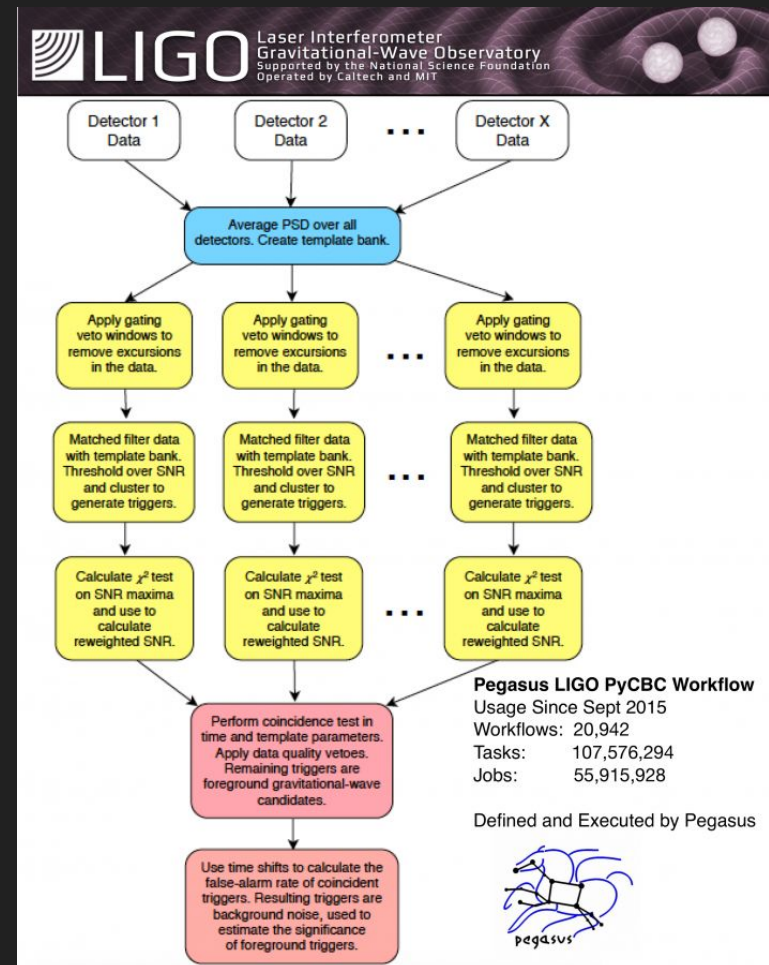 LIGO
Laser Interferometer
Gravitational-Wave Observatory
Supported by the National Science Foundation
Operated by Caltech and MIT
Detector 1
Data
Detector 2
Data
...
Detector X
Data
Average PSD over all
detectors. Create template bank.
Apply gating
veto windows to
remove excursions
in the data.
Apply gating
veto windows to
remove excursions
in the data.
...
Apply gating
veto windows to
remove excursions
in the data.
Matched filter data
with template bank.
Threshold over SNR
and cluster to
generate triggers.
Matched filter data
with template bank.
Threshold over SNR
and cluster to
generate triggers.
...
Matched filter data
with template bank.
Threshold over SNR
and cluster to
generate triggers.
Calculate χ² test
on SNR maxima
and use to
calculate
reweighted SNR.
Calculate χ² test
on SNR maxima
and use to
calculate
reweighted SNR.
...
Calculate χ² test
on SNR maxima
and use to
calculate
reweighted SNR.
Perform coincidence test in
time and template parameters.
Apply data quality vetoes.
Remaining triggers are
foreground gravitational-wave
candidates.
Use time shifts to calculate the
false-alarm rate of coincident
triggers. Resulting triggers are
background noise, used to
estimate the significance
of foreground triggers.
Pegasus LIGO PyCBC Workflow
Usage Since Sept 2015
Workflows: 20,942
Tasks: 107,576,294
Jobs: 55,915,928
Defined and Executed by Pegasus
pegasus